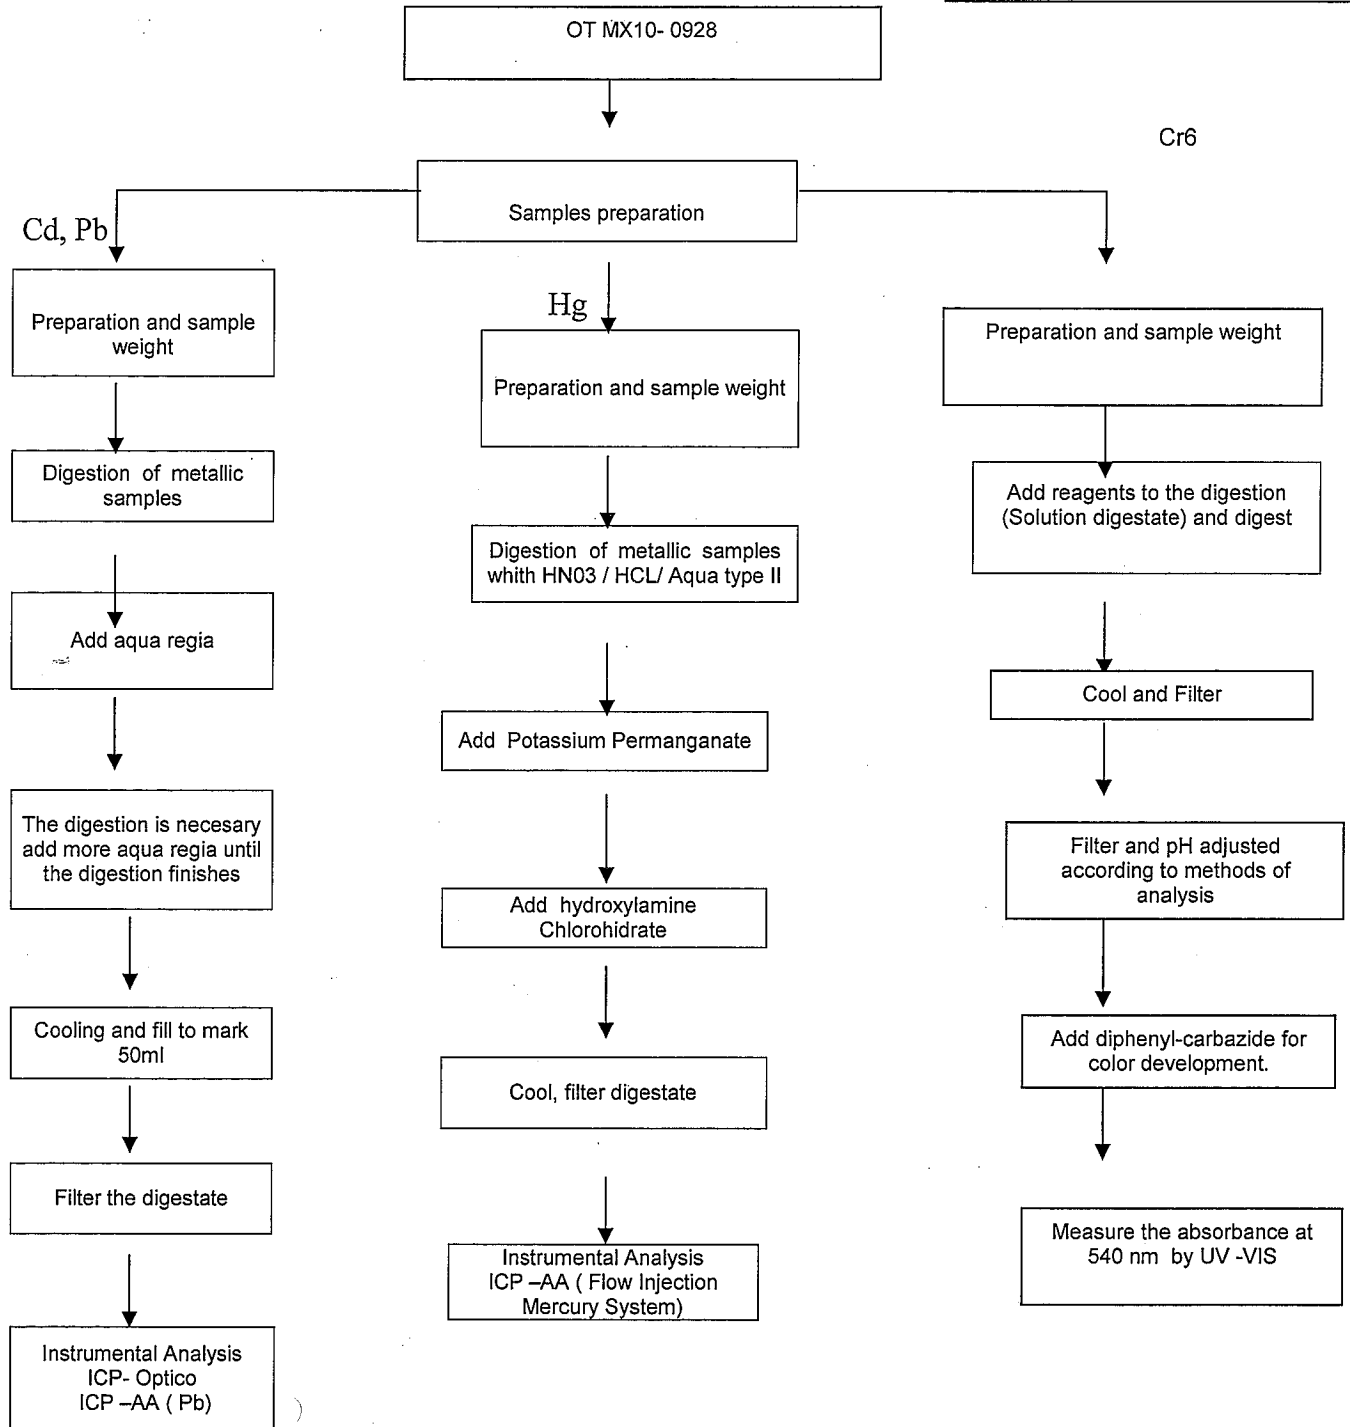 OT MX10- 0928
Cr6
Samples preparation
Cd, Pb
Preparation and sample
weight
Digestion of metallic
samples
Add aqua regia
The digestion is necesary
add more aqua regia until
the digestion finishes
Cooling and fill to mark
50ml
Filter the digestate
Instrumental Analysis
ICP- Optico
ICP –AA ( Pb)
Hg
Preparation and sample weight
Digestion of metallic samples
whith HN03 / HCL/ Aqua type II
Add Potassium Permanganate
Add hydroxylamine
Chlorohidrate
Cool, filter digestate
Instrumental Analysis
ICP –AA ( Flow Injection
Mercury System)
Preparation and sample weight
Add reagents to the digestion
(Solution digestate) and digest
Cool and Filter
Filter and pH adjusted
according to methods of
analysis
Add diphenyl-carbazide for
color development.
Measure the absorbance at
540 nm by UV -VIS